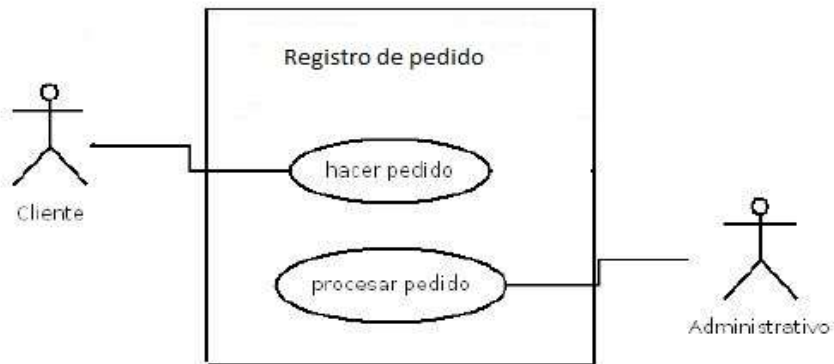 Registro de pedido
hacer pedido
Cliente
procesar pedido
Administrativo